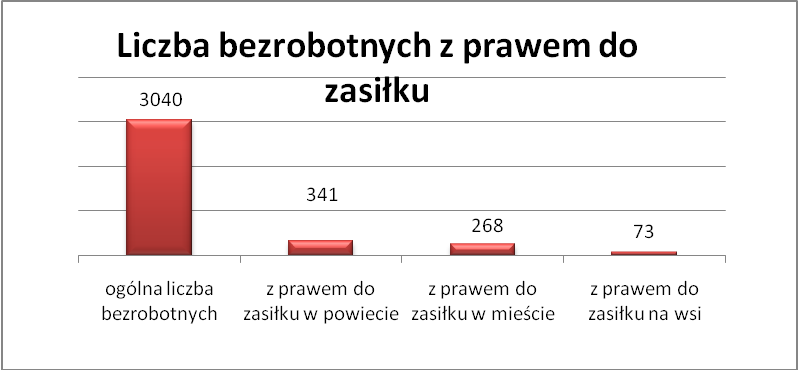 Liczba bezrobotnych z prawem do
zasiłku
3040
341
268
73
ogólna liczba
bezrobotnych
z prawem do
zasiłku w powiecie
z prawem do
zasiłku w mieście
z prawem do
zasiłku na wsi